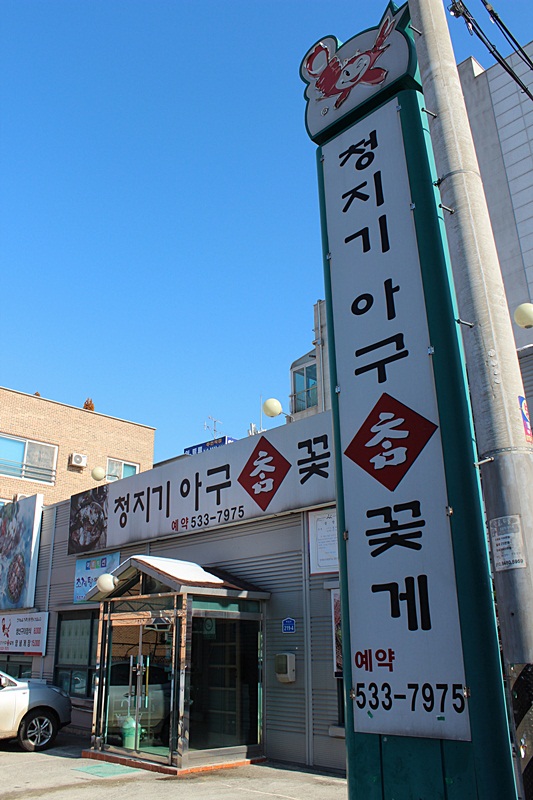 청지기 아구 참 꽃게
예약
533-7975
청지기 아구 참 꽃
예약 533-7975